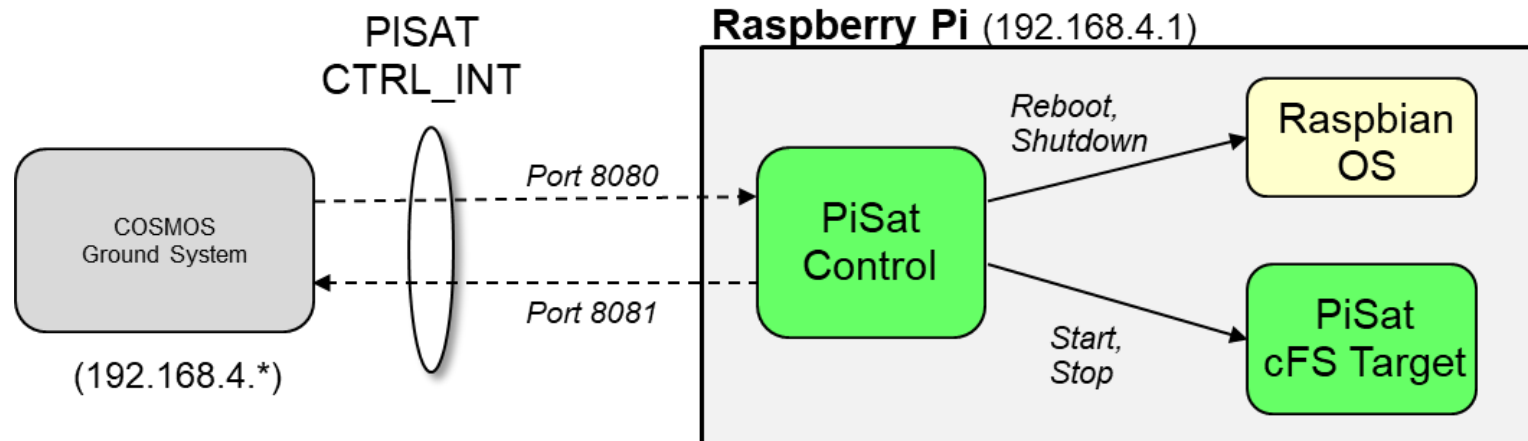 PISAT
CTRL_INT
Raspberry Pi (192.168.4.1)
COSMOS
Ground System
(192.168.4.*)
Port 8080
Port 8081
PiSat
Control
Reboot,
Shutdown
Raspbian
OS
Start,
Stop
PiSat
cFS Target